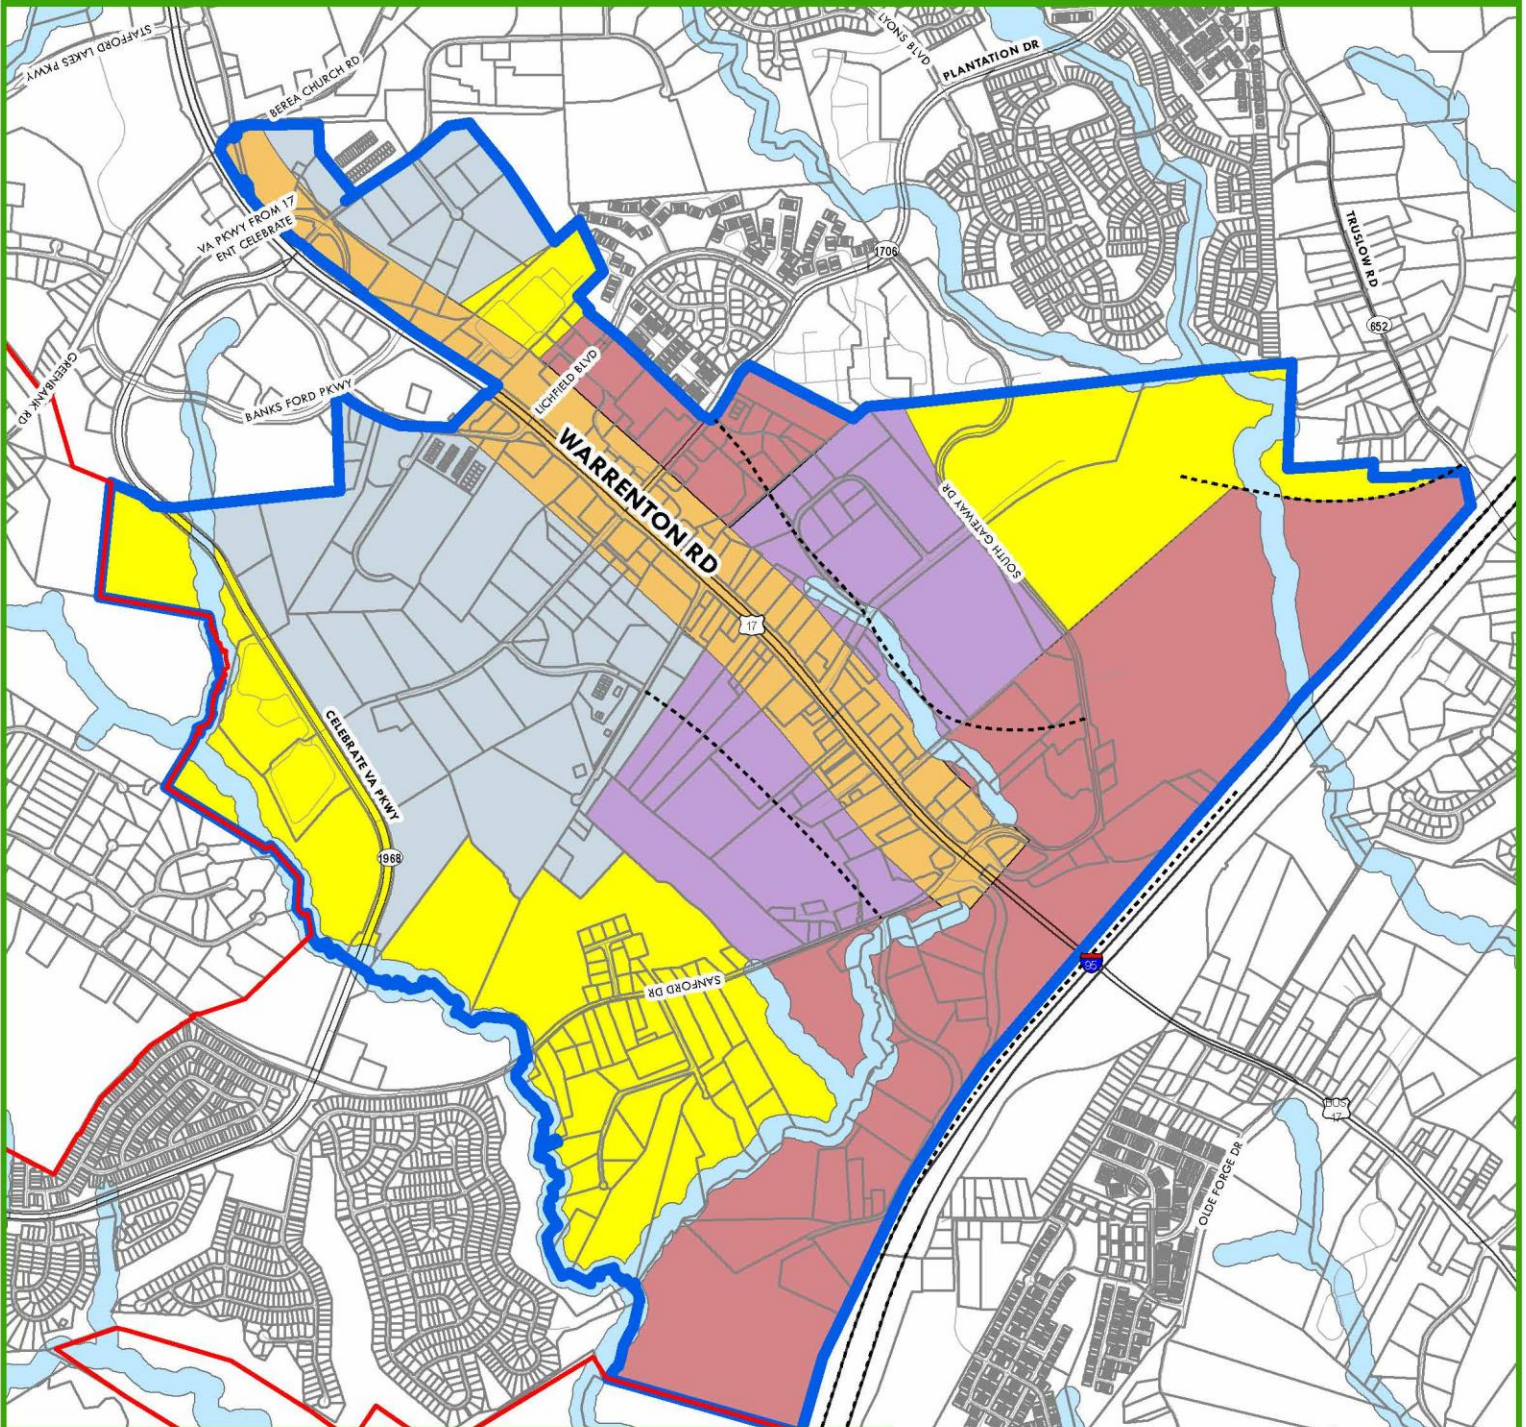 STAFFORD LAKES PKWY
BEREA CHURCH RD
LYONS BLVD
PLANTATION DR
VA PKWY FROM 17
ENT CELEBRATE
1706
TRUSLOW RD
652
GREENBANK RD
BANKS FORD PKWY
LICHFIELD BLVD
WARRENTON RD
SOUTH GATEWAY DR
17
CELEBRATE VA PKWY
1968
SANFORD DR
95
BUS
17
OLDE FORGE DR